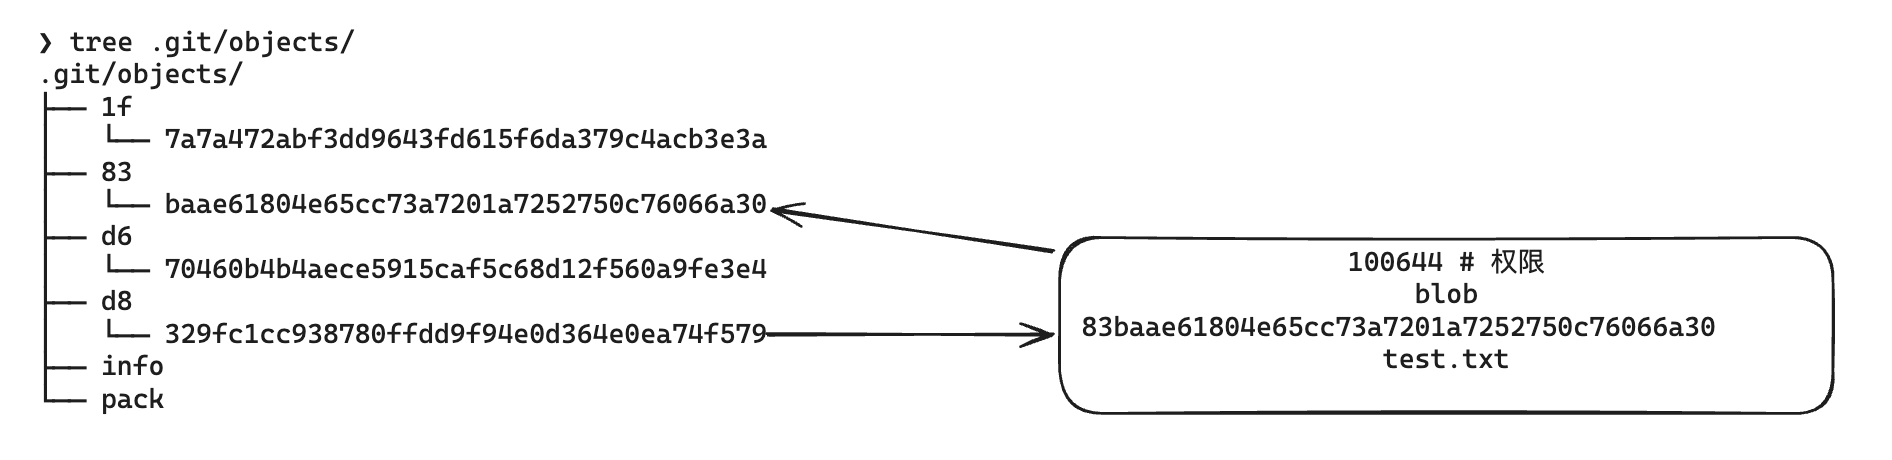 ❯ tree .git/objects/
.git/objects/
├── 1f
│   └── 7a7a472abf3dd9643fd615f6da379c4acb3e3a
├── 83
│   └── baae61804e65cc73a7201a7252750c76066a30
├── d6
│   └── 70460b4b4aece5915caf5c68d12f560a9fe3e4
├── d8
│   └── 329fc1cc938780ffdd9f94e0d364e0ea74f579
├── info
└── pack
100644 # 权限
blob
83baae61804e65cc73a7201a7252750c76066a30
test.txt